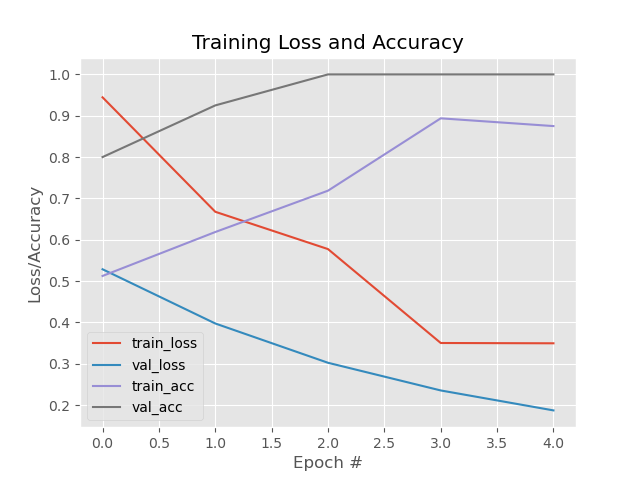 Training Loss and Accuracy
Loss/Accuracy
1.0
0.9
0.8
0.7
0.6
0.5
0.4
0.3
0.2
train_loss
val_loss
train_acc
val_acc
0.0 0.5 1.0 1.5 2.0 2.5 3.0 3.5 4.0
Epoch #